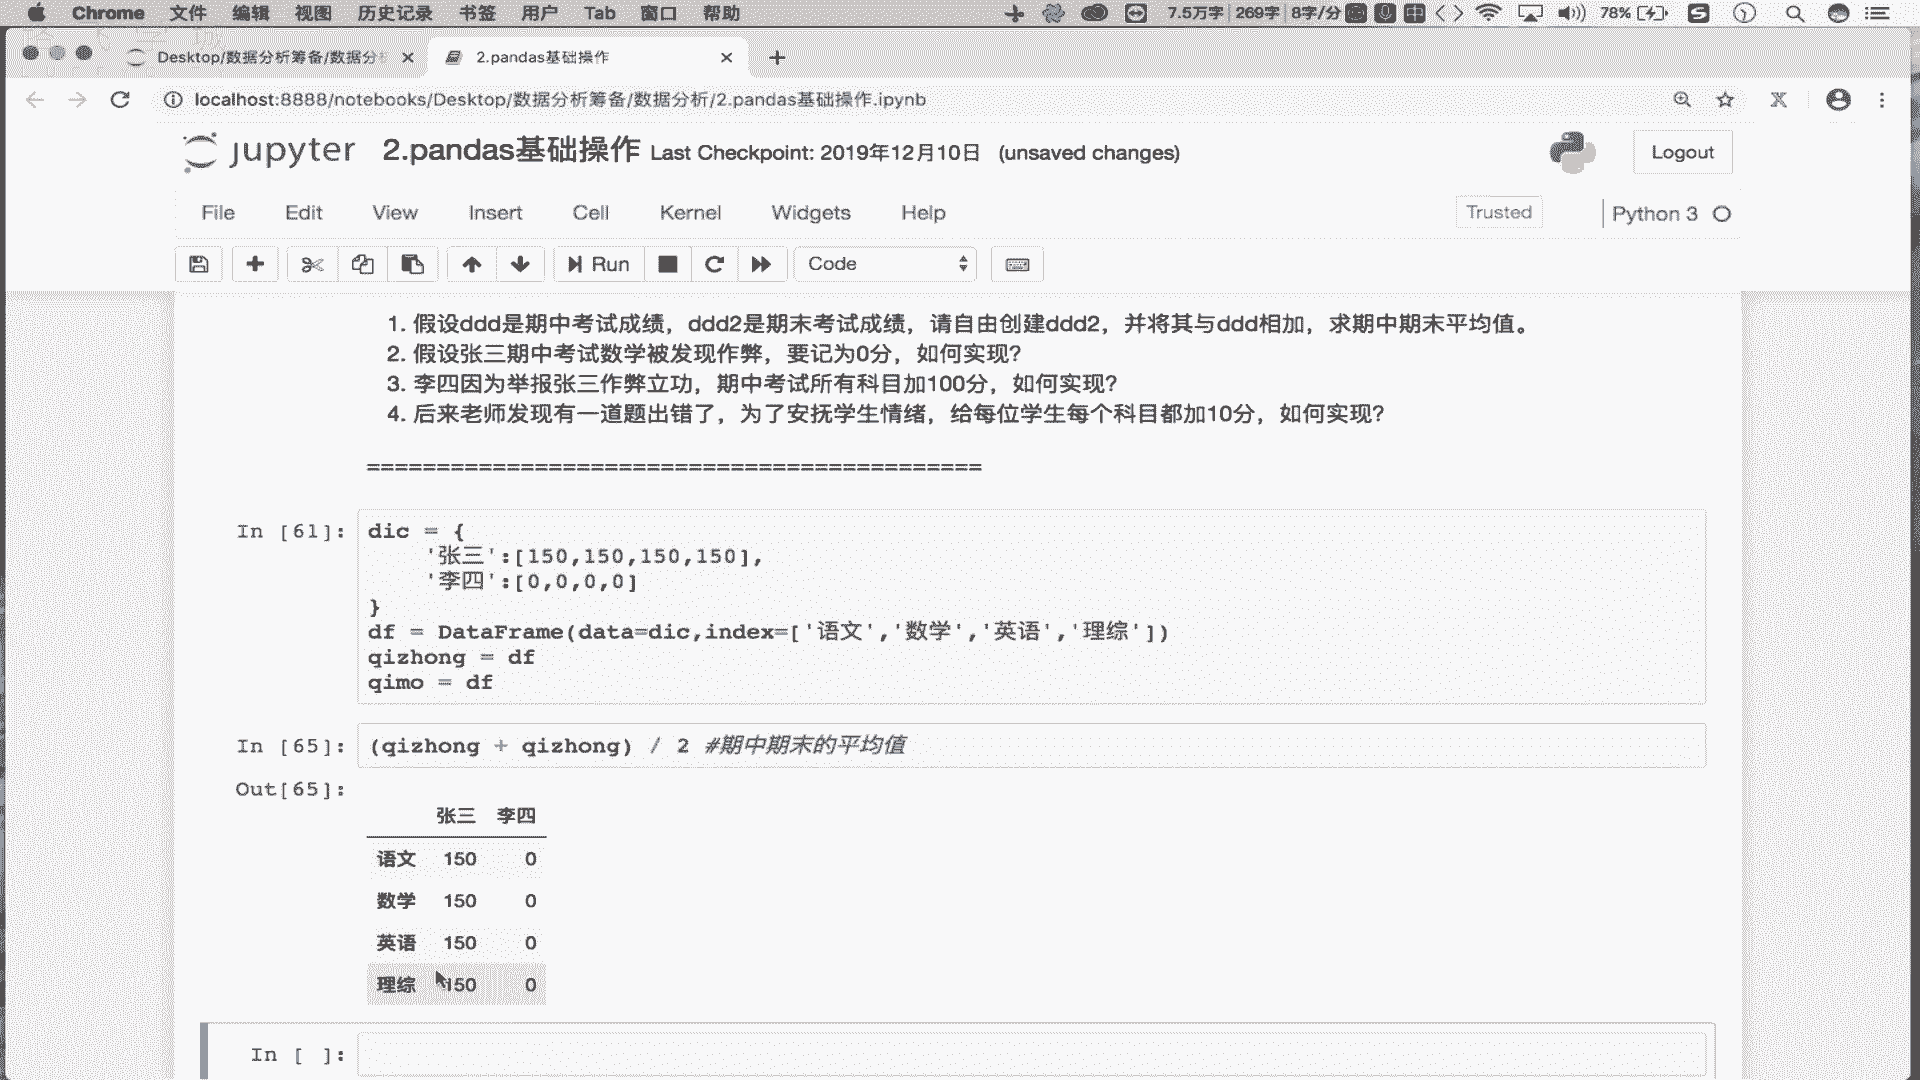 Chrome 文件 编辑 视图 历史记录 书签 用户 Tab 窗口 帮助 7.5万字 269字 8字/分 中 78%
Desktop/数据分析筹备/数据分析 2.pandas基础操作
localhost:8888/notebooks/Desktop/数据分析筹备/数据分析/2.pandas基础操作.ipynb
jupyter 2.pandas基础操作 Last Checkpoint: 2019年12月10日 (unsaved changes) Logout
File Edit View Insert Cell Kernel Widgets Help Trusted Python 3
Run Code
1. 假设ddd是期中考试成绩，ddd2是期末考试成绩，请自由创建ddd2，并将其与ddd相加，求期中期末平均值。
2. 假设张三期中考试数学被发现作弊，要记为0分，如何实现？
3. 李四因为举报张三作弊立功，期中考试所有科目加100分，如何实现？
4. 后来老师发现有一道题出错了，为了安抚学生情绪，给每位学生每个科目都加10分，如何实现？
============================================
In [61]: dic = {
'张三':[150,150,150,150],
'李四':[0,0,0,0]
}
df = DataFrame(data=dic,index=['语文','数学','英语','理综'])
qizhong = df
qimo = df
In [65]: (qizhong + qizhong) / 2 #期中期末的平均值
Out[65]:
张三 李四
语文 150 0
数学 150 0
英语 150 0
理综 150 0
In [ ]: